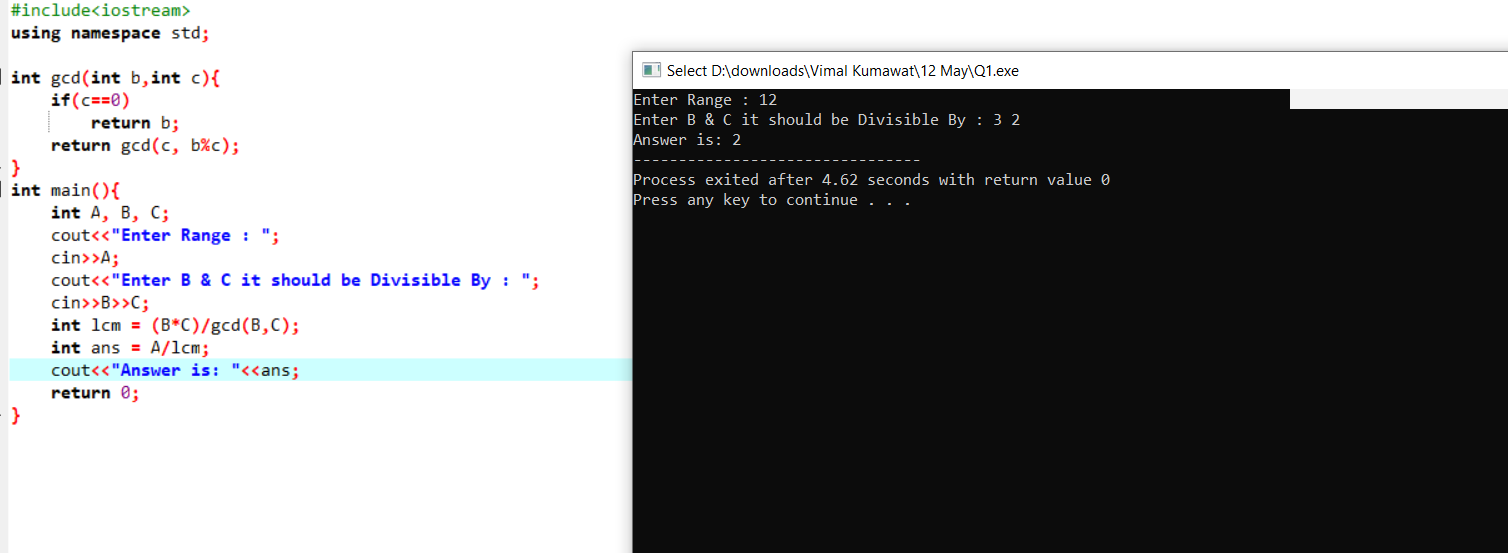 #include<iostream>
using namespace std;
int gcd(int b,int c){
    if(c==0)
        return b;
    return gcd(c, b%c);
}
int main(){
    int A, B, C;
    cout<<"Enter Range : ";
    cin>>A;
    cout<<"Enter B & C it should be Divisible By : ";
    cin>>B>>C;
    int lcm = (B*C)/gcd(B,C);
    int ans = A/lcm;
    cout<<"Answer is: "<<ans;
    return 0;
}
Select D:\downloads\Vimal Kumawat\12 May\Q1.exe
Enter Range : 12
Enter B & C it should be Divisible By : 3 2
Answer is: 2
--------------------------------
Process exited after 4.62 seconds with return value 0
Press any key to continue . . .